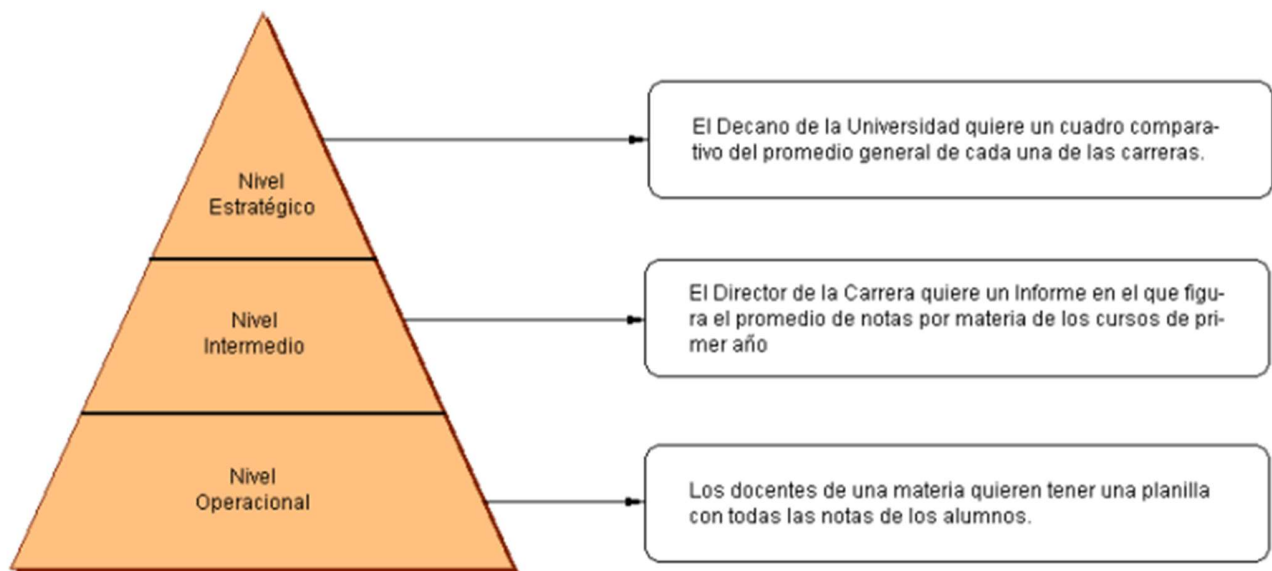 Nivel
Estratégico
El Decano de la Universidad quiere un cuadro compara-
tivo del promedio general de cada una de las carreras.
Nivel
Intermedio
El Director de la Carrera quiere un Informe en el que figu-
ra el promedio de notas por materia de los cursos de pri-
mer año
Nivel
Operacional
Los docentes de una materia quieren tener una planilla
con todas las notas de los alumnos.